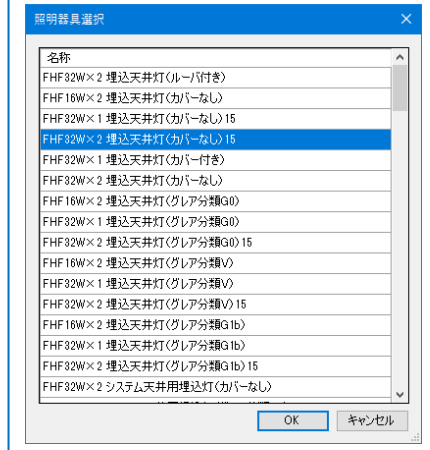 照明器具選択
名称
FHF32W×2 埋込天井灯(ルーバ付き)
FHF16W×2 埋込天井灯(カバーなし)
FHF32W×1 埋込天井灯(カバーなし)15
FHF32W×2 埋込天井灯(カバーなし)15
FHF32W×1 埋込天井灯(カバー付き)
FHF32W×2 埋込天井灯(カバーなし)
FHF16W×2 埋込天井灯(グレア分類G0)
FHF32W×1 埋込天井灯(グレア分類G0)
FHF32W×2 埋込天井灯(グレア分類G0)15
FHF16W×2 埋込天井灯(グレア分類V)
FHF32W×1 埋込天井灯(グレア分類V)
FHF32W×2 埋込天井灯(グレア分類V)15
FHF16W×2 埋込天井灯(グレア分類G1b)
FHF32W×1 埋込天井灯(グレア分類G1b)
FHF32W×2 埋込天井灯(グレア分類G1b)15
FHF32W×2 システム天井用埋込灯(カバーなし)
OK キャンセル